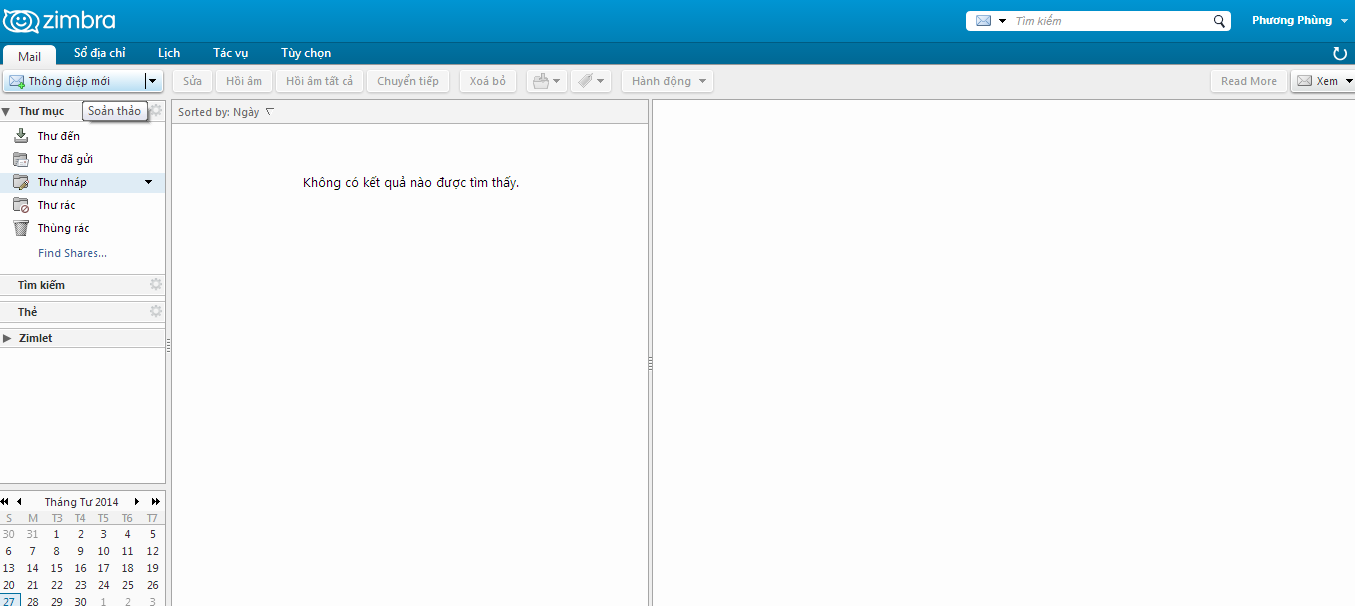 zimbra
Tìm kiếm
Phương Phùng
Mail Sổ địa chỉ Lịch Tác vụ Tùy chọn
Thông điệp mới Sửa Hồi âm Hồi âm tất cả Chuyển tiếp Xoá bỏ Hành động Read More Xem
Thư mục Soản thảo
Sorted by: Ngày
Thư đến
Thư đã gửi
Thư nháp
Không có kết quả nào được tìm thấy.
Thư rác
Thùng rác
Find Shares...
Tìm kiếm
Thẻ
Zimlet
Tháng Tư 2014
S M T3 T4 T5 T6 T7
30 31 1 2 3 4 5
6 7 8 9 10 11 12
13 14 15 16 17 18 19
20 21 22 23 24 25 26
27 28 29 30 1 2 3